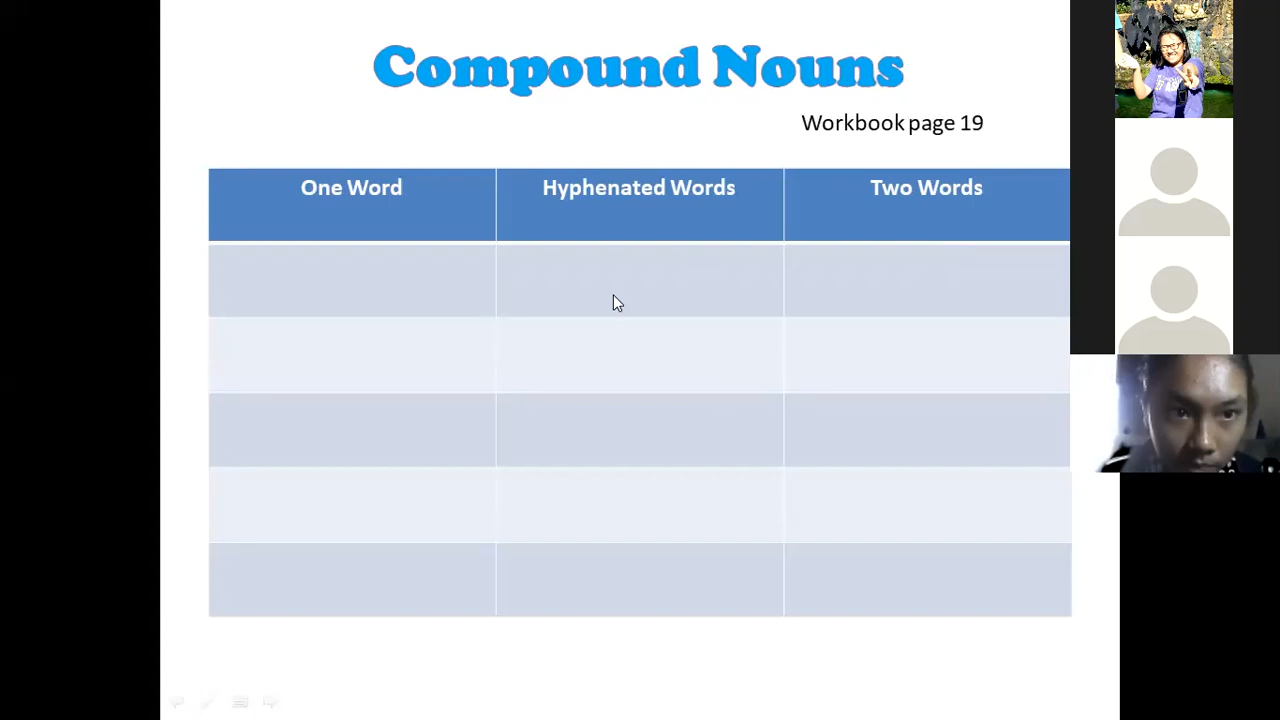 Compound Nouns
Workbook page 19
One Word
Hyphenated Words
Two Words